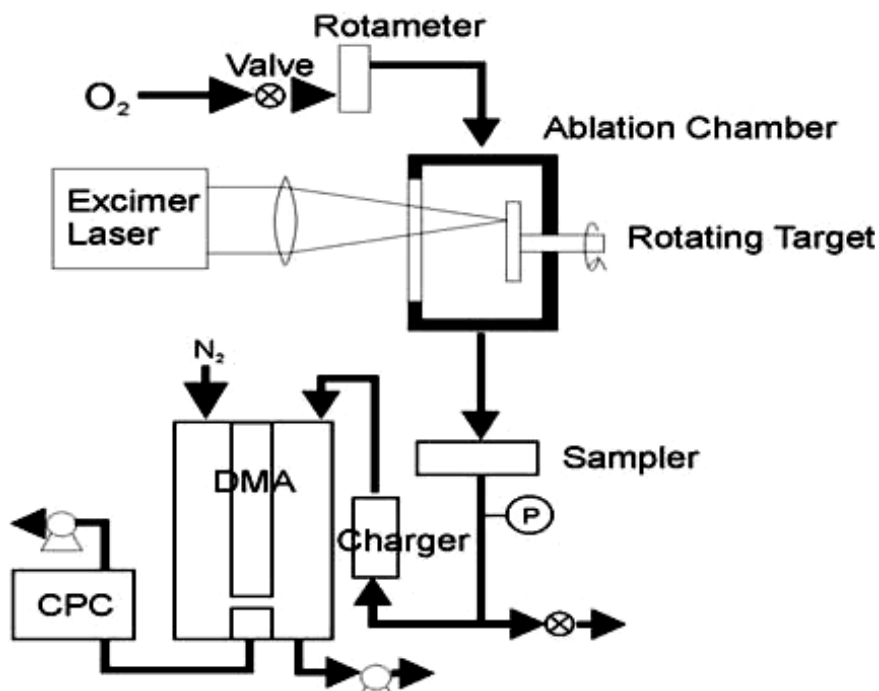 Rotameter
Valve
O₂
Ablation Chamber
Excimer
Laser
Rotating Target
N₂
DMA
Sampler
P
Charger
CPC